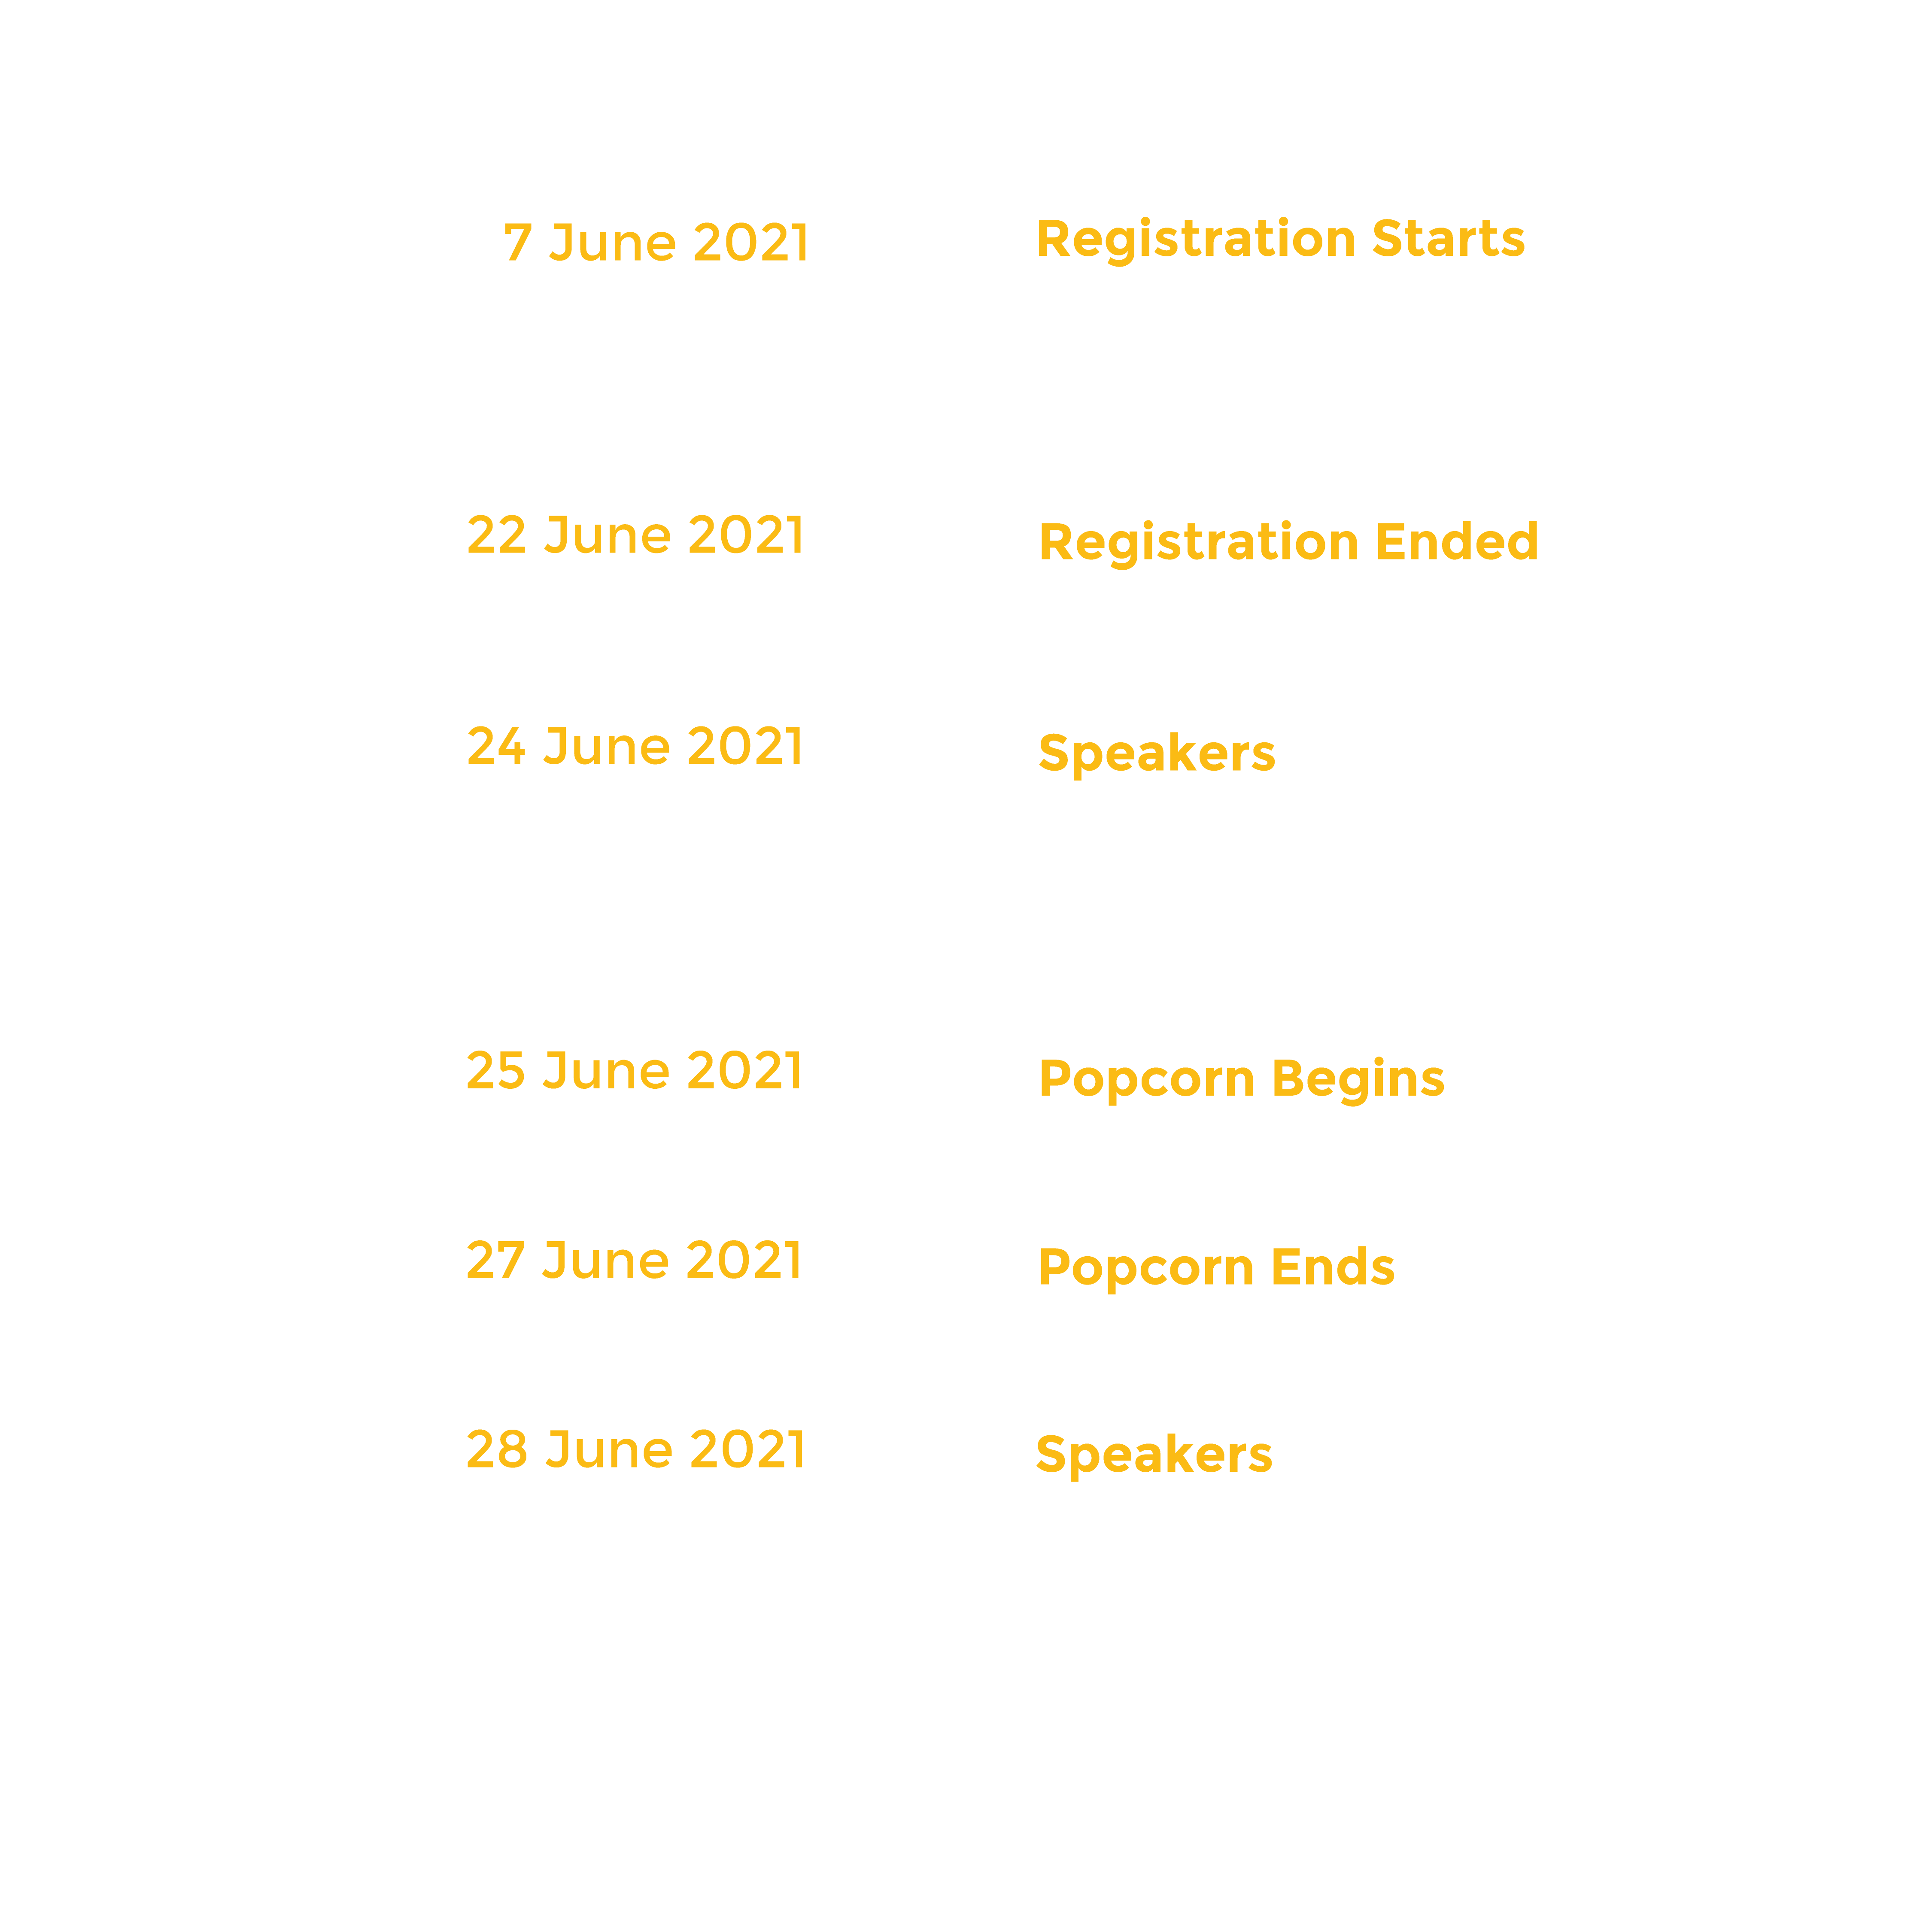 7 June 2021 Registration Starts
22 June 2021 Registration Ended
24 June 2021 Speakers
25 June 2021 Popcorn Begins
27 June 2021 Popcorn Ends
28 June 2021 Speakers